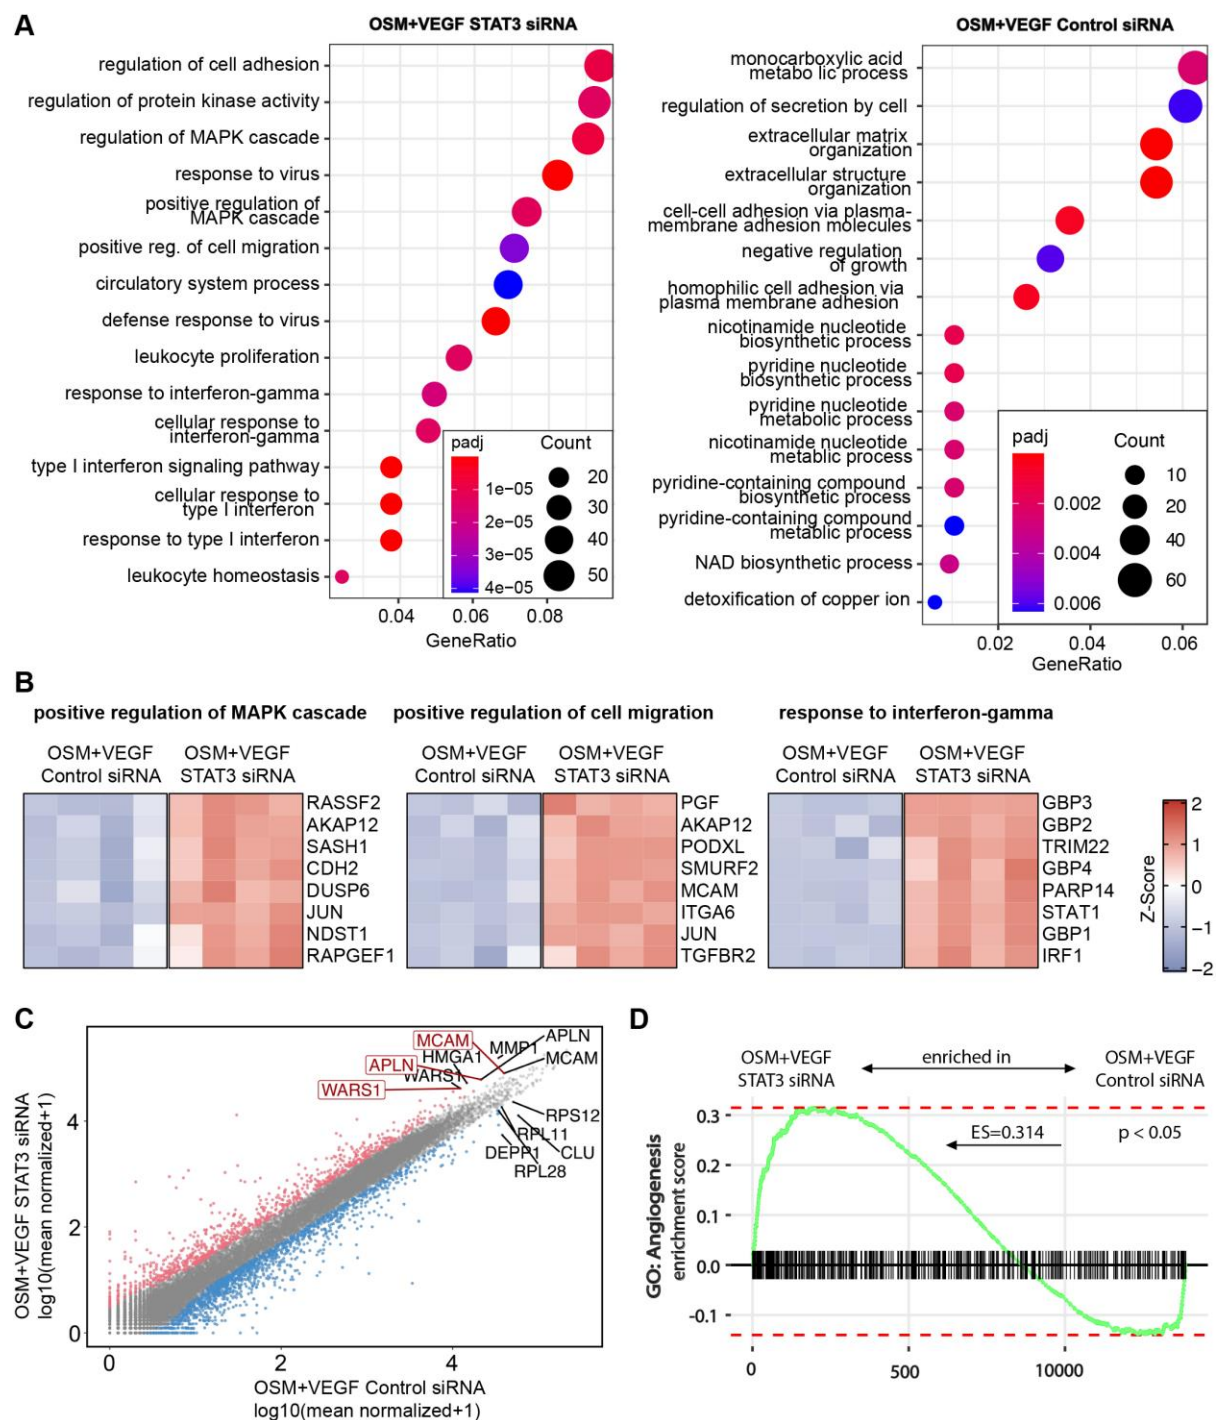 A
OSM+VEGF STAT3 siRNA
regulation of cell adhesion
regulation of protein kinase activity
regulation of MAPK cascade
response to virus
positive regulation of
MAPK cascade
positive reg. of cell migration
circulatory system process
defense response to virus
leukocyte proliferation
response to interferon-gamma
cellular response to
interferon-gamma
type I interferon signaling pathway
cellular response to
type I interferon
response to type I interferon
leukocyte homeostasis
padj
1e-05
2e-05
3e-05
4e-05
Count
20
30
40
50
0.04 0.06 0.08
GeneRatio
OSM+VEGF Control siRNA
monocarboxylic acid
metabo lic process
regulation of secretion by cell
extracellular matrix
organization
extracellular structure
organization
cell-cell adhesion via plasma-
membrane adhesion molecules
negative regulation
of growth
homophilic cell adhesion via
plasma membrane adhesion
nicotinamide nucleotide
biosynthetic process
pyridine nucleotide
biosynthetic process
pyridine nucleotide
metabolic process
nicotinamide nucleotide
metablic process
pyridine-containing compound
biosynthetic process
pyridine-containing compound
metablic process
NAD biosynthetic process
detoxification of copper ion
padj
0.002
0.004
0.006
Count
10
20
40
60
0.02 0.04 0.06
GeneRatio
B
positive regulation of MAPK cascade
OSM+VEGF
Control siRNA
OSM+VEGF
STAT3 siRNA
RASSF2
AKAP12
SASH1
CDH2
DUSP6
JUN
NDST1
RAPGEF1
positive regulation of cell migration
OSM+VEGF
Control siRNA
OSM+VEGF
STAT3 siRNA
PGF
AKAP12
PODXL
SMURF2
MCAM
ITGA6
JUN
TGFBR2
response to interferon-gamma
OSM+VEGF
Control siRNA
OSM+VEGF
STAT3 siRNA
GBP3
GBP2
TRIM22
GBP4
PARP14
STAT1
GBP1
IRF1
Z-Score
2
1
0
-1
-2
C
OSM+VEGF STAT3 siRNA
log10(mean normalized+1)
4
2
0
MCAM
APLN
WARS1
HMGA1
WARS1
MMP1
APLN
MCAM
RPS12
RPL11
CLU
DEPP1
RPL28
0 2 4
OSM+VEGF Control siRNA
log10(mean normalized+1)
D
OSM+VEGF
STAT3 siRNA
enriched in
OSM+VEGF
Control siRNA
ES=0.314
p < 0.05
GO: Angiogenesis
enrichment score
0.3
0.2
0.1
0.0
-0.1
0 500 10000